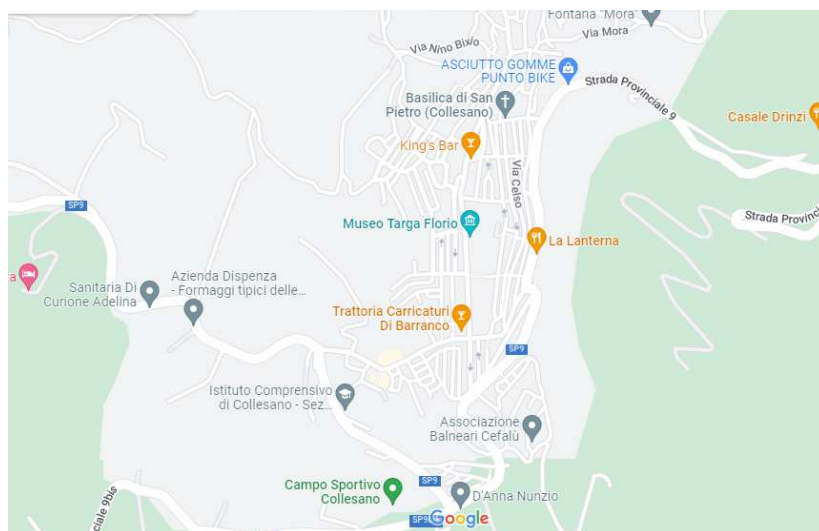 Fontana "Mora"
Via Mora
Via Nino Bixio
ASCIUTTO GOMME
PUNTO BIKE
Strada Provinciale 9
Basilica di San
Pietro (Collesano)
Casale Drinzi
King's Bar
Via Celso
SP9
Museo Targa Florio
Strada Provinci
La Lanterna
a
Azienda Dispenza
- Formaggi tipici delle...
Sanitaria Di
Curione Adelina
Trattoria Carricaturi
Di Barranco
SP9
Istituto Comprensivo
di Collesano - Sez...
Associazione
Balneari Cefalù
Campo Sportivo
Collesano
SP9
D'Anna Nunzio
ciale 9bis
Google